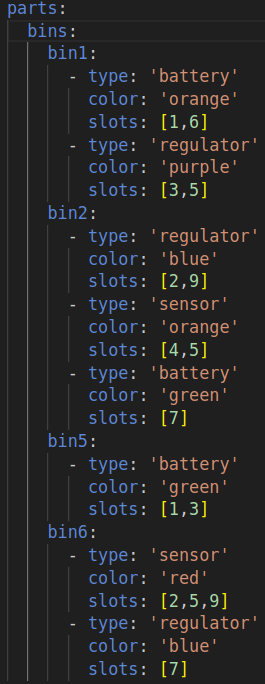 parts:
  bins:
    bin1:
      - type: 'battery'
        color: 'orange'
        slots: [1,6]
      - type: 'regulator'
        color: 'purple'
        slots: [3,5]
    bin2:
      - type: 'regulator'
        color: 'blue'
        slots: [2,9]
      - type: 'sensor'
        color: 'orange'
        slots: [4,5]
      - type: 'battery'
        color: 'green'
        slots: [7]
    bin5:
      - type: 'battery'
        color: 'green'
        slots: [1,3]
    bin6:
      - type: 'sensor'
        color: 'red'
        slots: [2,5,9]
      - type: 'regulator'
        color: 'blue'
        slots: [7]